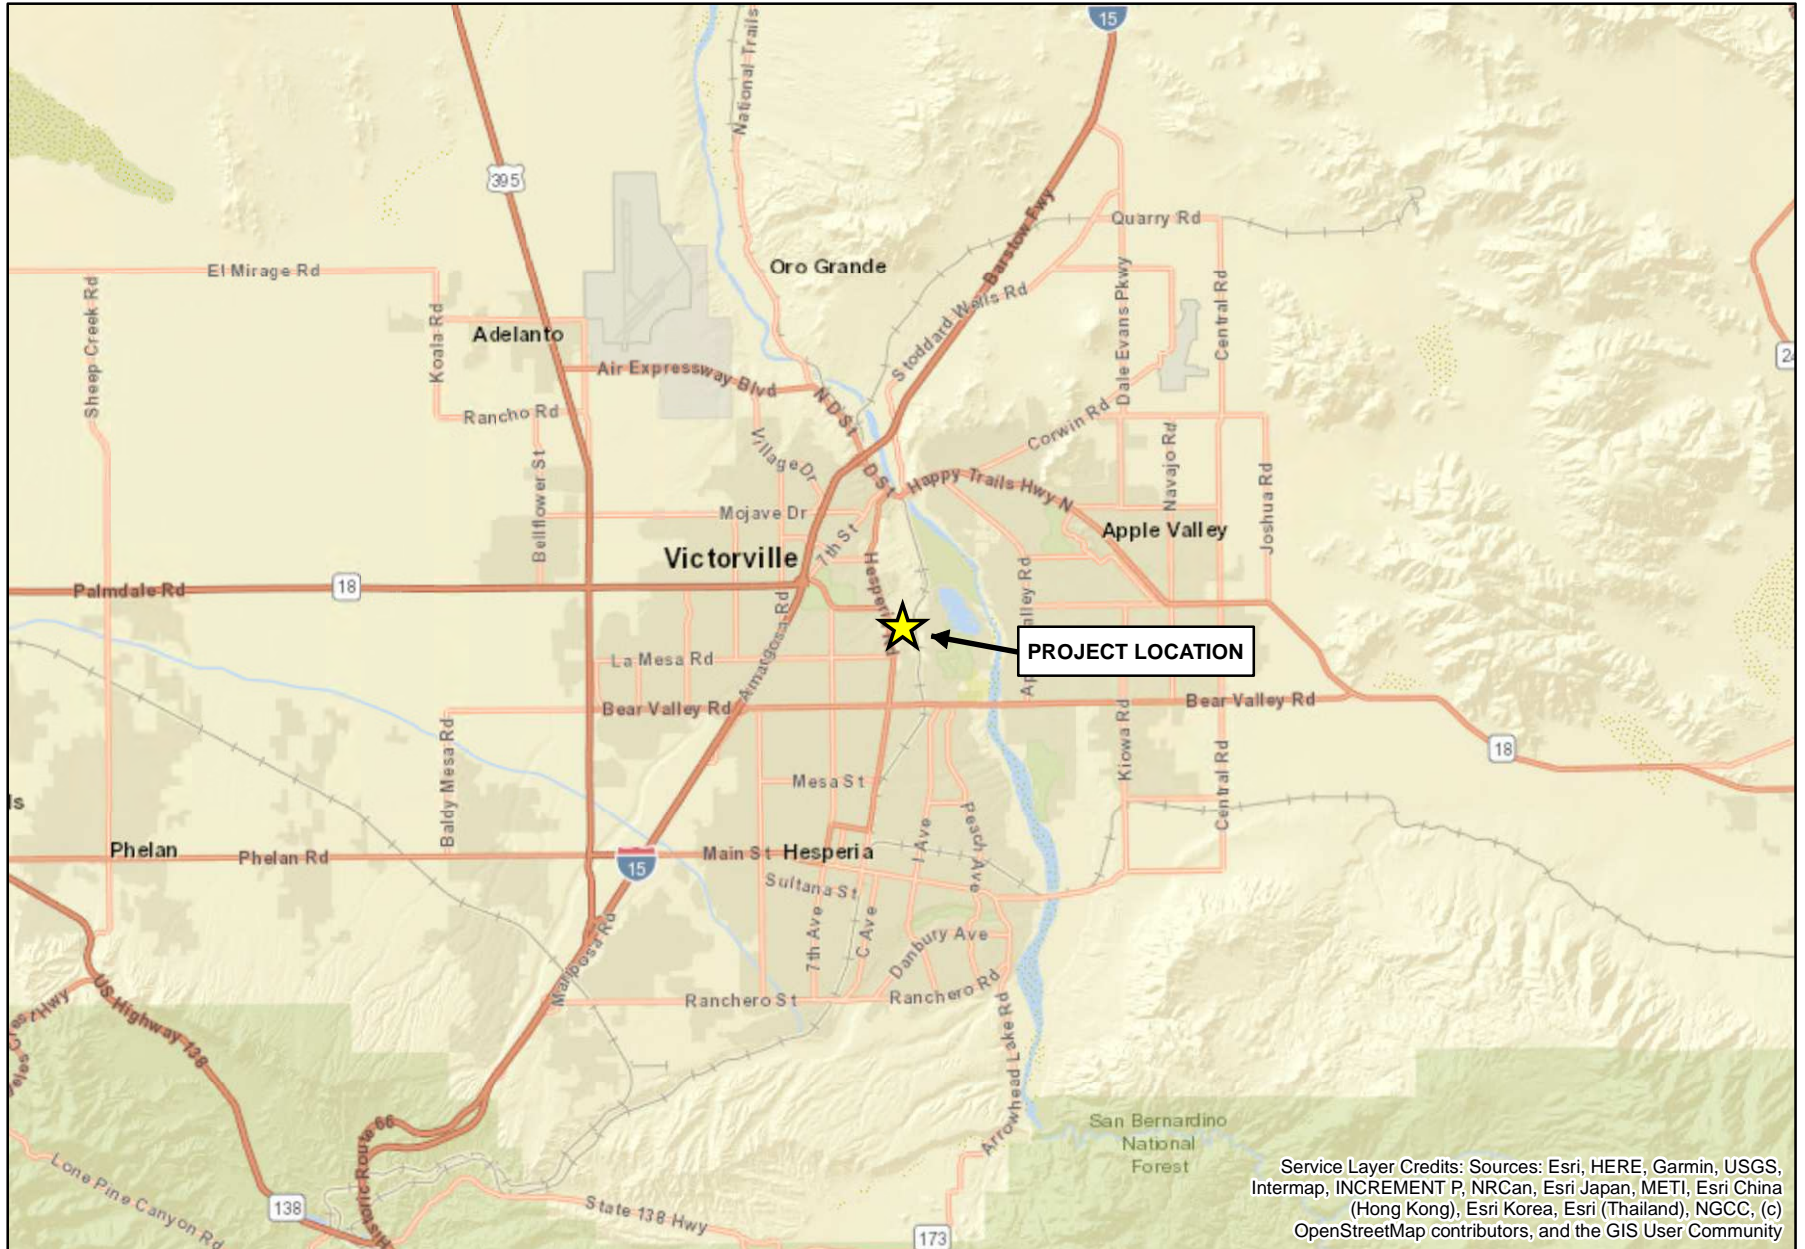 15
National Trails
395
Quarry Rd
Oro Grande
El Mirage Rd
Barstow Fwy
Stoddard Wells Rd
Dale Evans Pkwy
Central Rd
Sheep Creek Rd
Koala Rd
Adelanto
Air Expressway Blvd
N D St
Rancho Rd
Corwin Rd
Village Dr
Bellflower St
D St
Happy Trails Hwy N
Navajo Rd
Joshua Rd
Mojave Dr
7th St
Apple Valley
Victorville
Palmdale Rd
18
Amargosa Rd
La Mesa Rd
PROJECT LOCATION
Bear Valley Rd
Bear Valley Rd
Baldy Mesa Rd
Kiowa Rd
Central Rd
18
Mesa St
ls
Phelan
Phelan Rd
15
Main St
Hesperia
I Ave
Peach Ave
Sultana St
7th Ave
C Ave
Danbury Ave
Mariposa Rd
Ranchero St
Ranchero Rd
US Highway 138
Arrowhead Lake Rd
Historic Route 66
Lone Pine Canyon Rd
138
State 138 Hwy
173
San Bernardino
National
Forest
Service Layer Credits: Sources: Esri, HERE, Garmin, USGS,
Intermap, INCREMENT P, NRCan, Esri Japan, METI, Esri China
(Hong Kong), Esri Korea, Esri (Thailand), NGCC, (c)
OpenStreetMap contributors, and the GIS User Community